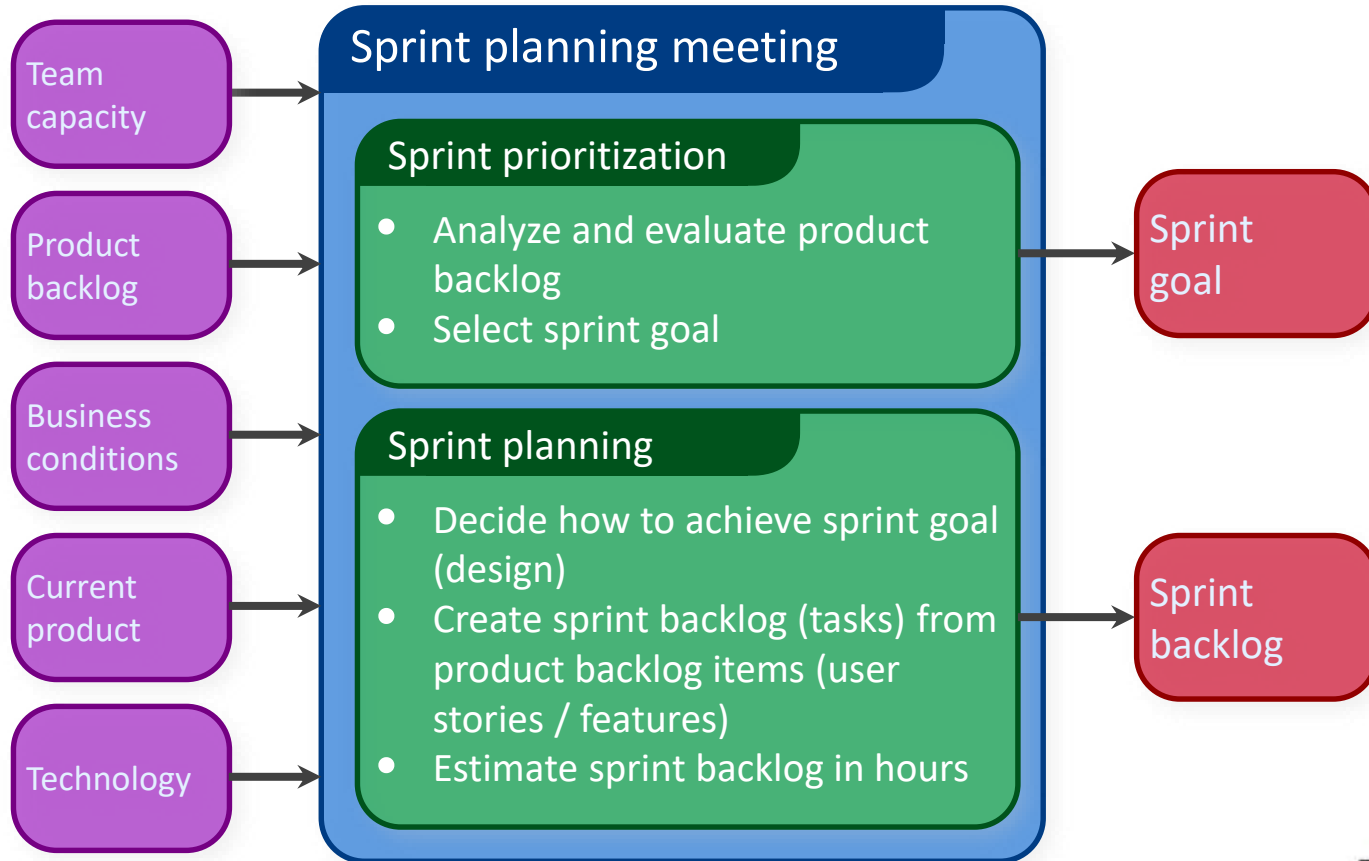 Team
capacity
Product
backlog
Business
conditions
Current
product
Technology
Sprint planning meeting
Sprint prioritization
• Analyze and evaluate product
backlog
• Select sprint goal
Sprint planning
• Decide how to achieve sprint goal
(design)
• Create sprint backlog (tasks) from
product backlog items (user
stories / features)
• Estimate sprint backlog in hours
Sprint
goal
Sprint
backlog